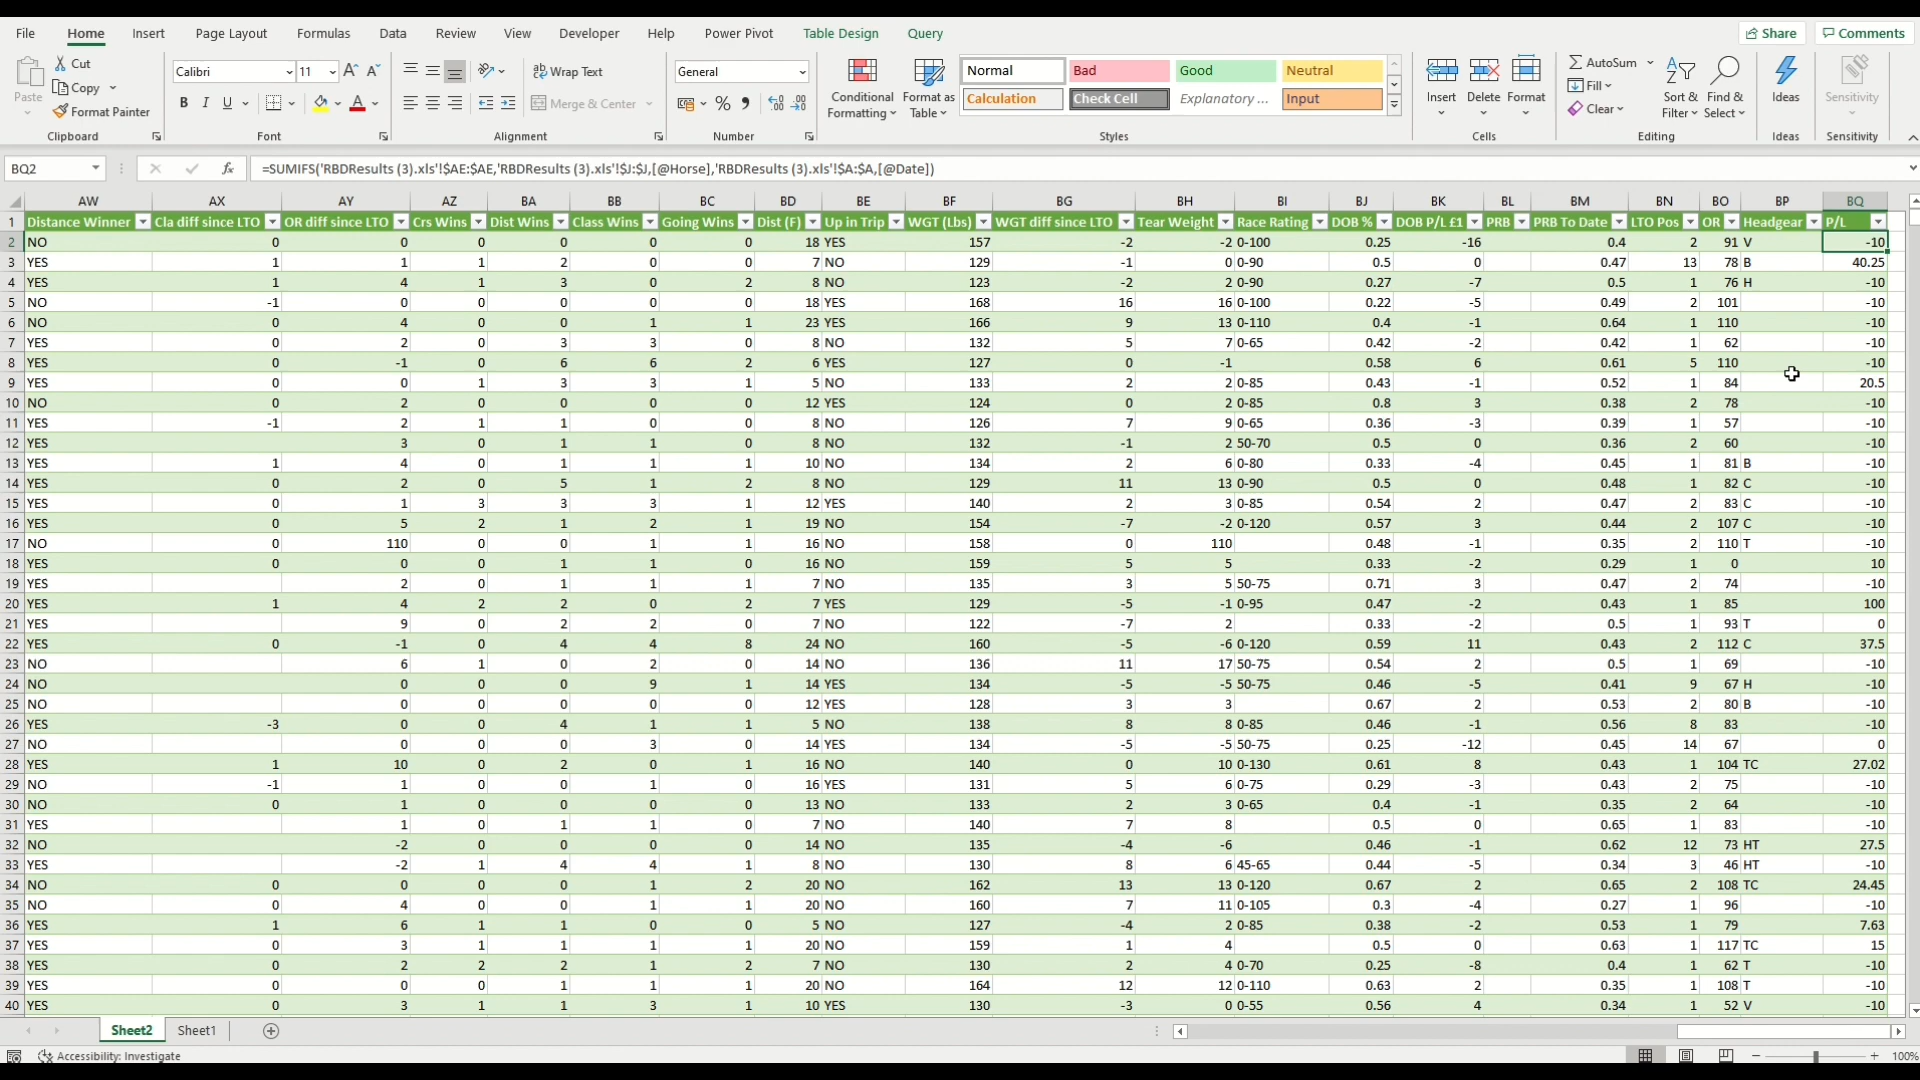 File Home Insert Page Layout Formulas Data Review View Developer Help Power Pivot Table Design Query Share Comments
Paste Cut Copy Format Painter Clipboard
Calibri 11 B I U Font
Wrap Text Merge & Center Alignment
General % Number
Conditional Formatting Format as Table
Normal Bad Good Neutral
Calculation Check Cell Explanatory ... Input
Styles
Insert Delete Format Cells
AutoSum Fill Clear Sort & Filter Find & Select Editing
Ideas Ideas
Sensitivity Sensitivity
BQ2 fx =SUMIFS('RBDResults (3).xls'!$AE:$AE,'RBDResults (3).xls'!$J:$J,[@Horse],'RBDResults (3).xls'!$A:$A,[@Date])
AW AX AY AZ BA BB BC BD BE BF BG BH BI BJ BK BL BM BN BO BP BQ
1 Distance Winner Cla diff since LTO OR diff since LTO Crs Wins Dist Wins Class Wins Going Wins Dist (F) Up in Trip WGT (Lbs) WGT diff since LTO Tear Weight Race Rating DOB % DOB P/L £1 PRB PRB To Date LTO Pos OR Headgear P/L
2 NO 0 0 0 0 0 0 18 YES 157 -2 -2 0-100 0.25 -16 0.4 2 91 V -10
3 YES 1 1 1 2 0 0 7 NO 129 -1 0 0-90 0.5 0 0.47 13 78 B 40.25
4 YES 1 4 1 3 0 2 8 NO 123 -2 2 0-90 0.27 -7 0.5 1 76 H -10
5 NO -1 0 0 0 0 0 18 YES 168 16 16 0-100 0.22 -5 0.49 2 101 -10
6 NO 0 4 0 0 1 1 23 YES 166 9 13 0-110 0.4 -1 0.64 1 110 -10
7 YES 0 2 0 3 3 0 8 NO 132 5 7 0-65 0.42 -2 0.42 1 62 -10
8 YES 0 -1 0 6 6 2 6 YES 127 0 -1 0.58 6 0.61 5 110 -10
9 YES 0 0 1 3 3 1 5 NO 133 2 2 0-85 0.43 -1 0.52 1 84 20.5
10 NO 0 2 0 0 0 0 12 YES 124 0 2 0-85 0.8 3 0.38 2 78 -10
11 YES -1 2 1 1 0 0 8 NO 126 7 9 0-65 0.36 -3 0.39 1 57 -10
12 YES 3 0 1 1 0 8 NO 132 -1 2 50-70 0.5 0 0.36 2 60 -10
13 YES 1 4 0 1 1 1 10 NO 134 2 6 0-80 0.33 -4 0.45 1 81 B -10
14 YES 0 2 0 5 1 2 8 NO 129 11 13 0-90 0.5 0 0.48 1 82 C -10
15 YES 0 1 3 3 3 1 12 YES 140 2 3 0-85 0.54 2 0.47 2 83 C -10
16 YES 0 5 2 1 2 1 19 NO 154 -7 -2 0-120 0.57 3 0.44 2 107 C -10
17 NO 0 110 0 0 1 1 16 NO 158 0 110 0.48 -1 0.35 2 110 T -10
18 YES 0 0 0 1 1 0 16 NO 159 5 5 0.33 -2 0.29 1 0 10
19 YES 2 0 1 1 1 7 NO 135 3 5 50-75 0.71 3 0.47 2 74 -10
20 YES 1 4 2 2 0 2 7 YES 129 -5 -1 0-95 0.47 -2 0.43 1 85 100
21 YES 9 0 2 2 0 7 NO 122 -7 2 0.33 -2 0.5 1 93 T 0
22 YES 0 -1 0 4 4 8 24 NO 160 -5 -6 0-120 0.59 11 0.43 2 112 C 37.5
23 NO 6 1 0 2 0 14 NO 136 11 17 50-75 0.54 2 0.5 1 69 -10
24 NO 0 0 0 9 1 14 YES 134 -5 -5 50-75 0.46 -5 0.41 9 67 H -10
25 NO 0 0 0 0 0 12 YES 128 3 3 0.67 2 0.53 2 80 B -10
26 YES -3 0 0 4 1 1 5 NO 138 8 8 0-85 0.46 -1 0.56 8 83 -10
27 NO 0 0 0 3 0 14 YES 134 -5 -5 50-75 0.25 -12 0.45 14 67 0
28 YES 1 10 0 2 0 1 16 NO 140 0 10 0-130 0.61 8 0.43 1 104 TC 27.02
29 NO -1 1 0 0 1 0 16 YES 131 5 6 0-75 0.29 -3 0.43 2 75 -10
30 NO 0 1 0 0 0 0 13 NO 133 2 3 0-65 0.4 -1 0.35 2 64 -10
31 YES 1 0 1 1 0 7 NO 140 7 8 0.5 0 0.65 1 83 -10
32 NO -2 0 0 0 0 14 NO 135 -4 -6 0.46 -1 0.62 12 73 HT 27.5
33 YES -2 1 4 4 1 8 NO 130 8 6 45-65 0.44 -5 0.34 3 46 HT -10
34 NO 0 0 0 0 1 2 20 NO 162 13 13 0-120 0.67 2 0.65 2 108 TC 24.45
35 NO 0 4 0 0 1 1 20 NO 160 7 11 0-105 0.3 -4 0.27 1 96 -10
36 YES 1 6 1 1 0 0 5 NO 127 -4 2 0-85 0.38 -2 0.53 1 79 7.63
37 YES 0 3 1 1 1 1 20 NO 159 1 4 0.5 0 0.63 1 117 TC 15
38 YES 0 2 2 2 1 2 7 NO 130 2 4 0-70 0.25 -8 0.4 1 62 T -10
39 YES 0 0 0 1 1 1 20 NO 164 12 12 0-110 0.63 2 0.35 1 108 T -10
40 YES 0 3 1 1 3 1 10 YES 130 -3 0 0-55 0.56 4 0.34 1 52 V -10
Sheet2 Sheet1
Accessibility: Investigate 100%